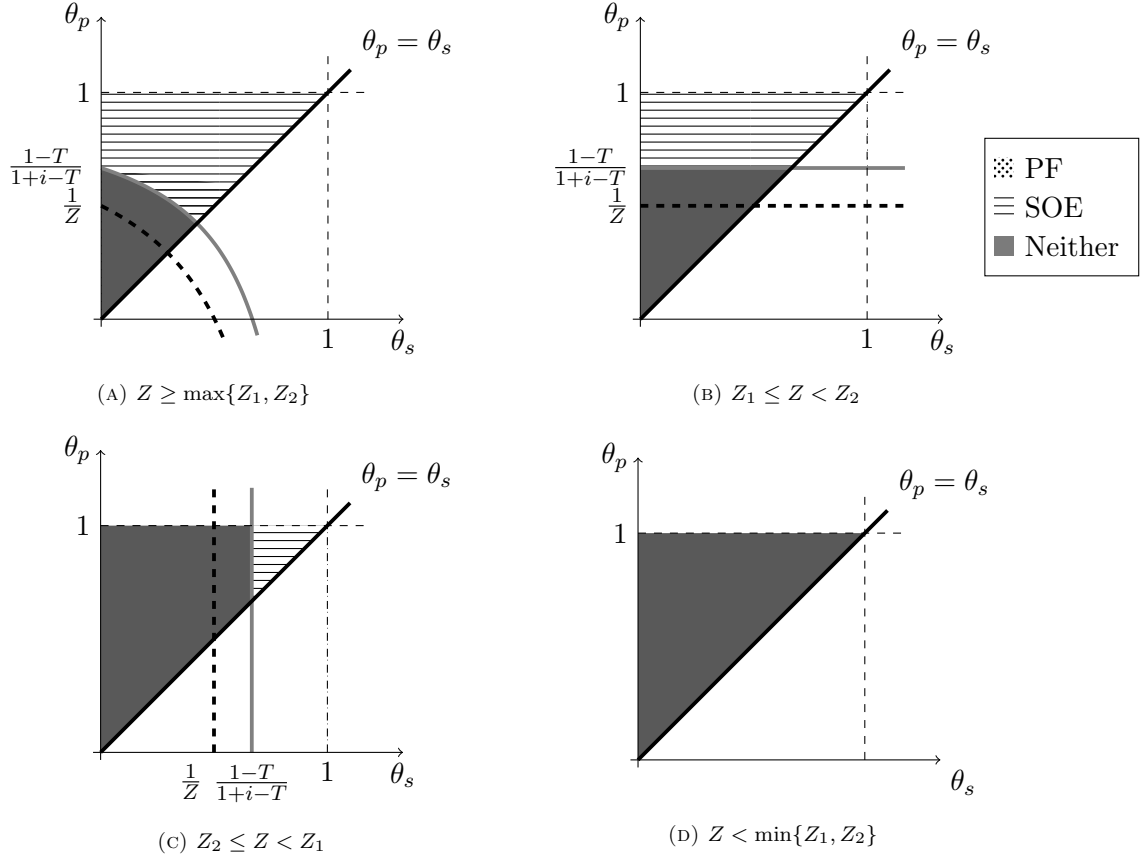 θ_p
θ_p = θ_s
1
1−T
1+i−T
1
Z
1
θ_s
(A) Z ≥ max{Z_1, Z_2}
θ_p
θ_p = θ_s
1
1−T
1+i−T
1
Z
1
θ_s
(B) Z_1 ≤ Z < Z_2
PF
SOE
Neither
θ_p
θ_p = θ_s
1
1
Z
1−T
1+i−T
1
θ_s
(C) Z_2 ≤ Z < Z_1
θ_p
θ_p = θ_s
1
θ_s
(D) Z < min{Z_1, Z_2}